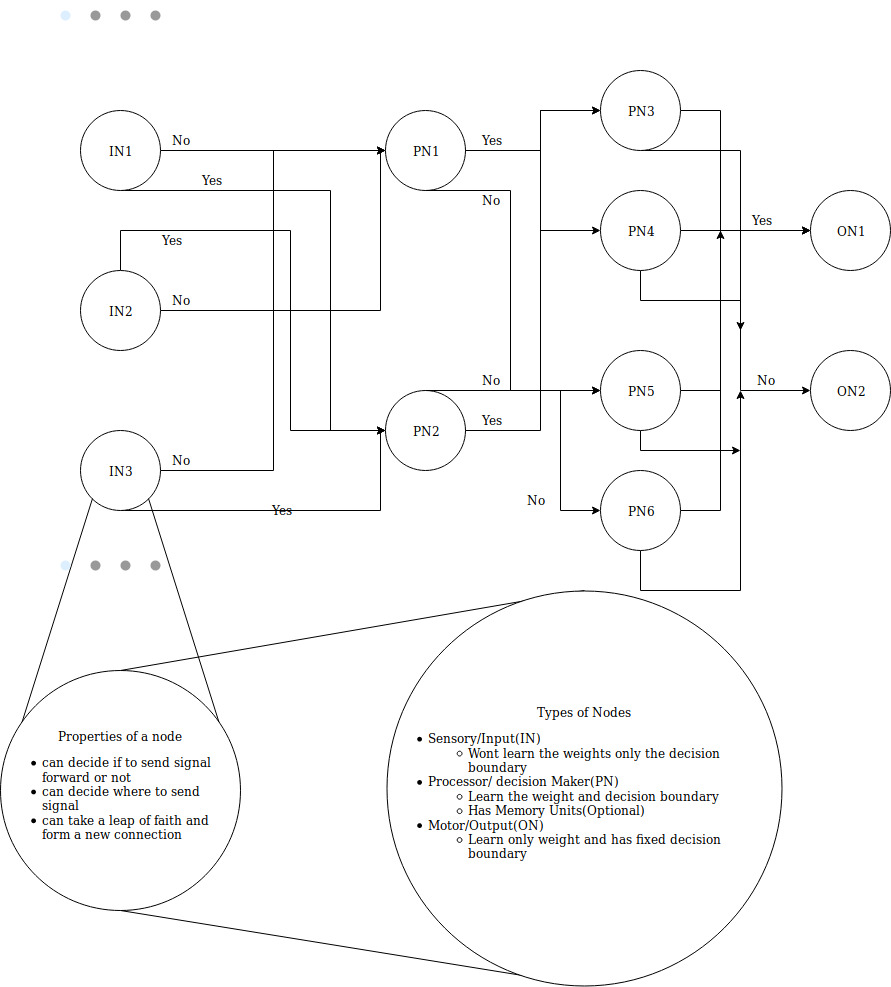 PN3
No
Yes
IN1
PN1
Yes
No
Yes
Yes
PN4
ON1
No
IN2
No
No
PN5
ON2
Yes
PN2
No
IN3
No
PN6
Yes
Types of Nodes
• Sensory/Input(IN)
○ Wont learn the weights only the decision
boundary
• Processor/ decision Maker(PN)
○ Learn the weight and decision boundary
○ Has Memory Units(Optional)
• Motor/Output(ON)
○ Learn only weight and has fixed decision
boundary
Properties of a node
• can decide if to send signal
forward or not
• can decide where to send
signal
• can take a leap of faith and
form a new connection